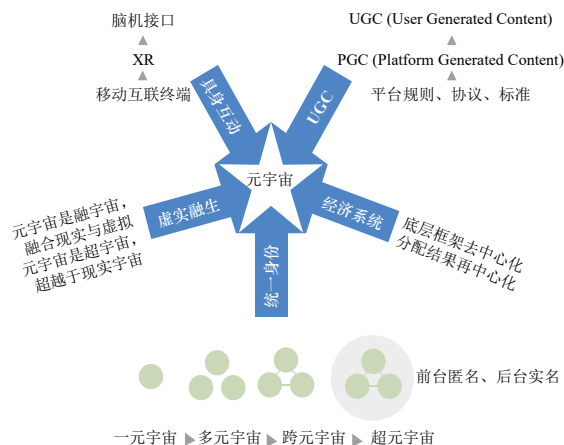 脑机接口
XR
移动互联终端
UGC (User Generated Content)
PGC (Platform Generated Content)
平台规则、协议、标准
具身互动
UGC
元宇宙
虚实融生
经济系统
统一身份
元宇宙是融宇宙，
融合现实与虚拟
元宇宙是超宇宙，
超越于现实宇宙
底层框架去中心化
分配结果再中心化
前台匿名、后台实名
一元宇宙 多元宇宙 跨元宇宙 超元宇宙